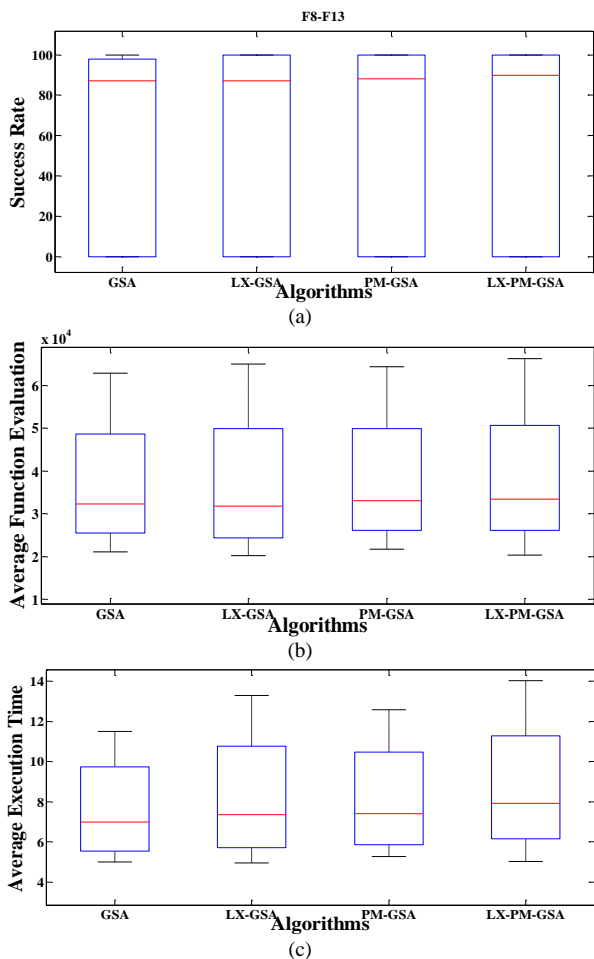 F8-F13
100
80
60
40
20
0
Success Rate
GSA LX-GSA PM-GSA LX-PM-GSA
Algorithms
(a)
x 10^4
6
5
4
3
2
1
Average Function Evaluation
GSA LX-GSA PM-GSA LX-PM-GSA
Algorithms
(b)
14
12
10
8
6
4
Average Execution Time
GSA LX-GSA PM-GSA LX-PM-GSA
Algorithms
(c)